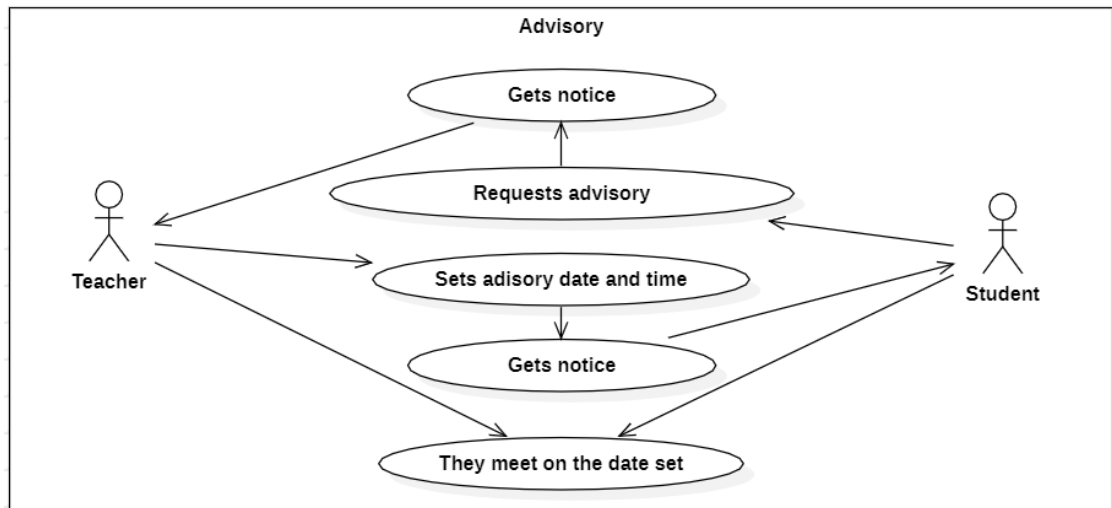 Advisory
Gets notice
Requests advisory
Teacher
Sets adisory date and time
Student
Gets notice
They meet on the date set